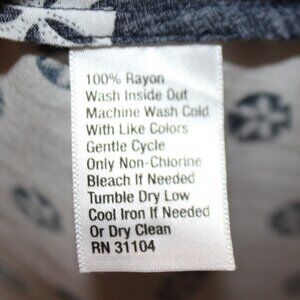 100% Rayon
Wash Inside Out
Machine Wash Cold
With Like Colors
Gentle Cycle
Only Non-Chlorine
Bleach If Needed
Tumble Dry Low
Cool Iron If Needed
Or Dry Clean
RN 31104